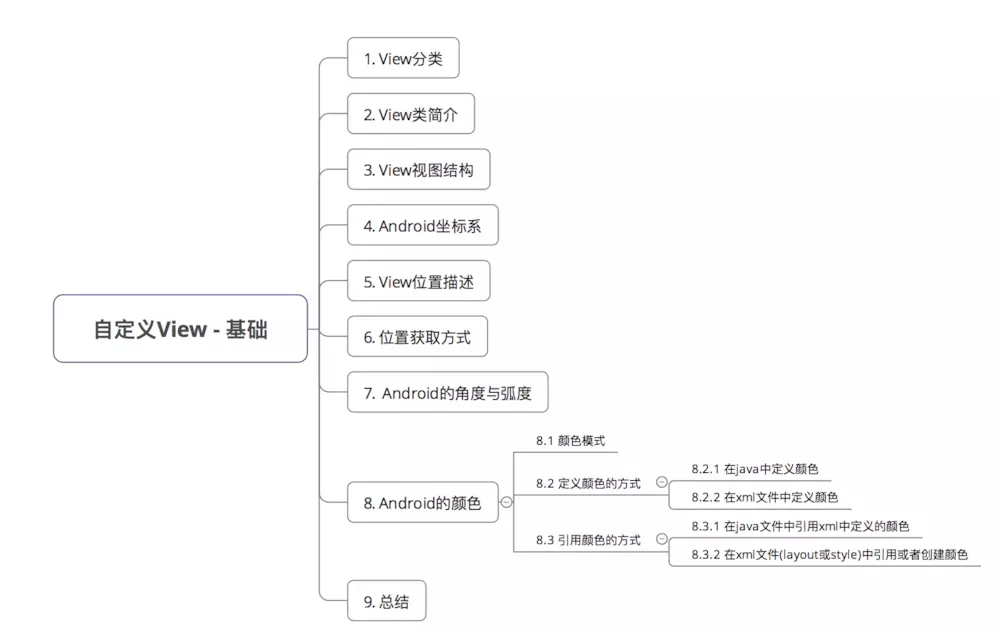 自定义View - 基础
1. View分类
2. View类简介
3. View视图结构
4. Android坐标系
5. View位置描述
6. 位置获取方式
7. Android的角度与弧度
8. Android的颜色
8.1 颜色模式
8.2 定义颜色的方式
8.2.1 在java中定义颜色
8.2.2 在xml文件中定义颜色
8.3 引用颜色的方式
8.3.1 在java文件中引用xml中定义的颜色
8.3.2 在xml文件(layout或style)中引用或者创建颜色
9. 总结